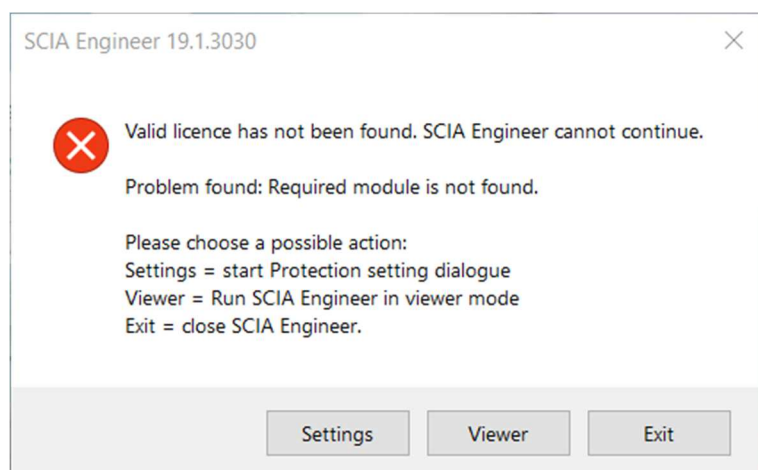 SCIA Engineer 19.1.3030
Valid licence has not been found. SCIA Engineer cannot continue.
Problem found: Required module is not found.
Please choose a possible action:
Settings = start Protection setting dialogue
Viewer = Run SCIA Engineer in viewer mode
Exit = close SCIA Engineer.
Settings Viewer Exit